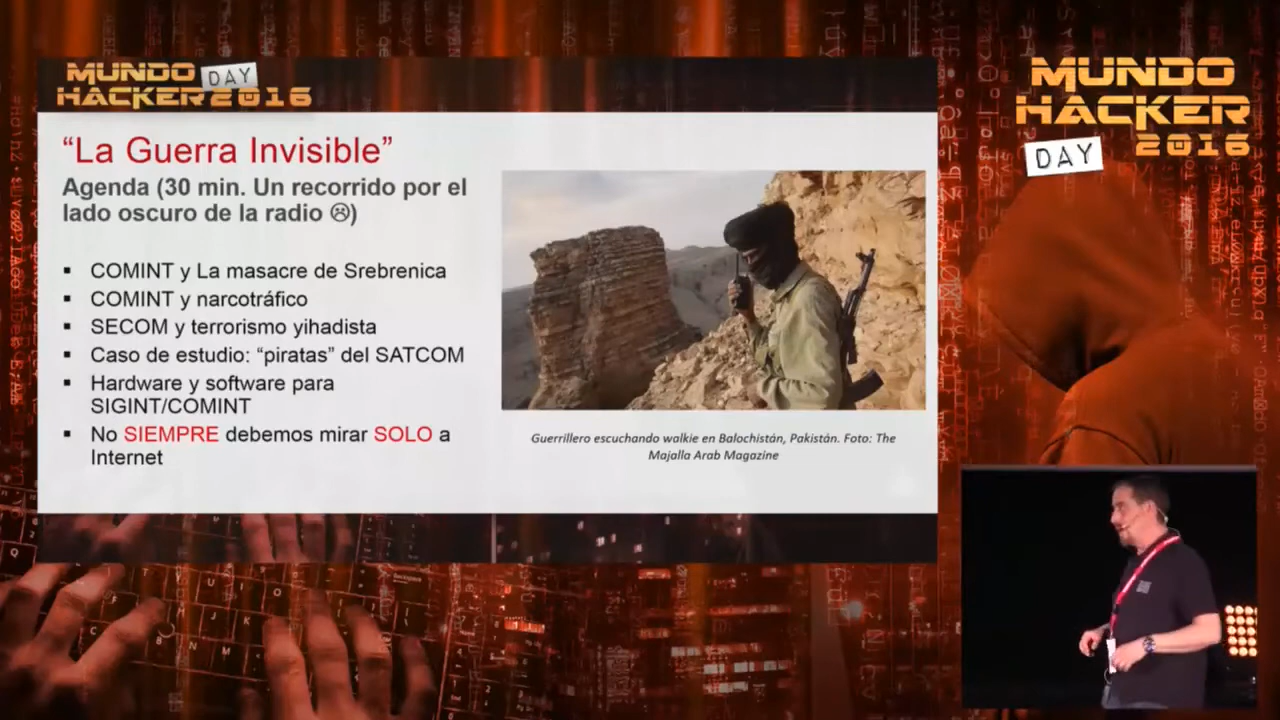 MUNDO DAY
HACKER 2016
MUNDO
HACKER
2016
DAY
“La Guerra Invisible”
Agenda (30 min. Un recorrido por el
lado oscuro de la radio ☹)
▪ COMINT y La masacre de Srebrenica
▪ COMINT y narcotráfico
▪ SECOM y terrorismo yihadista
▪ Caso de estudio: “piratas” del SATCOM
▪ Hardware y software para
SIGINT/COMINT
▪ No SIEMPRE debemos mirar SOLO a
Internet
Guerrillero escuchando walkie en Balochistán, Pakistán. Foto: The
Majalla Arab Magazine